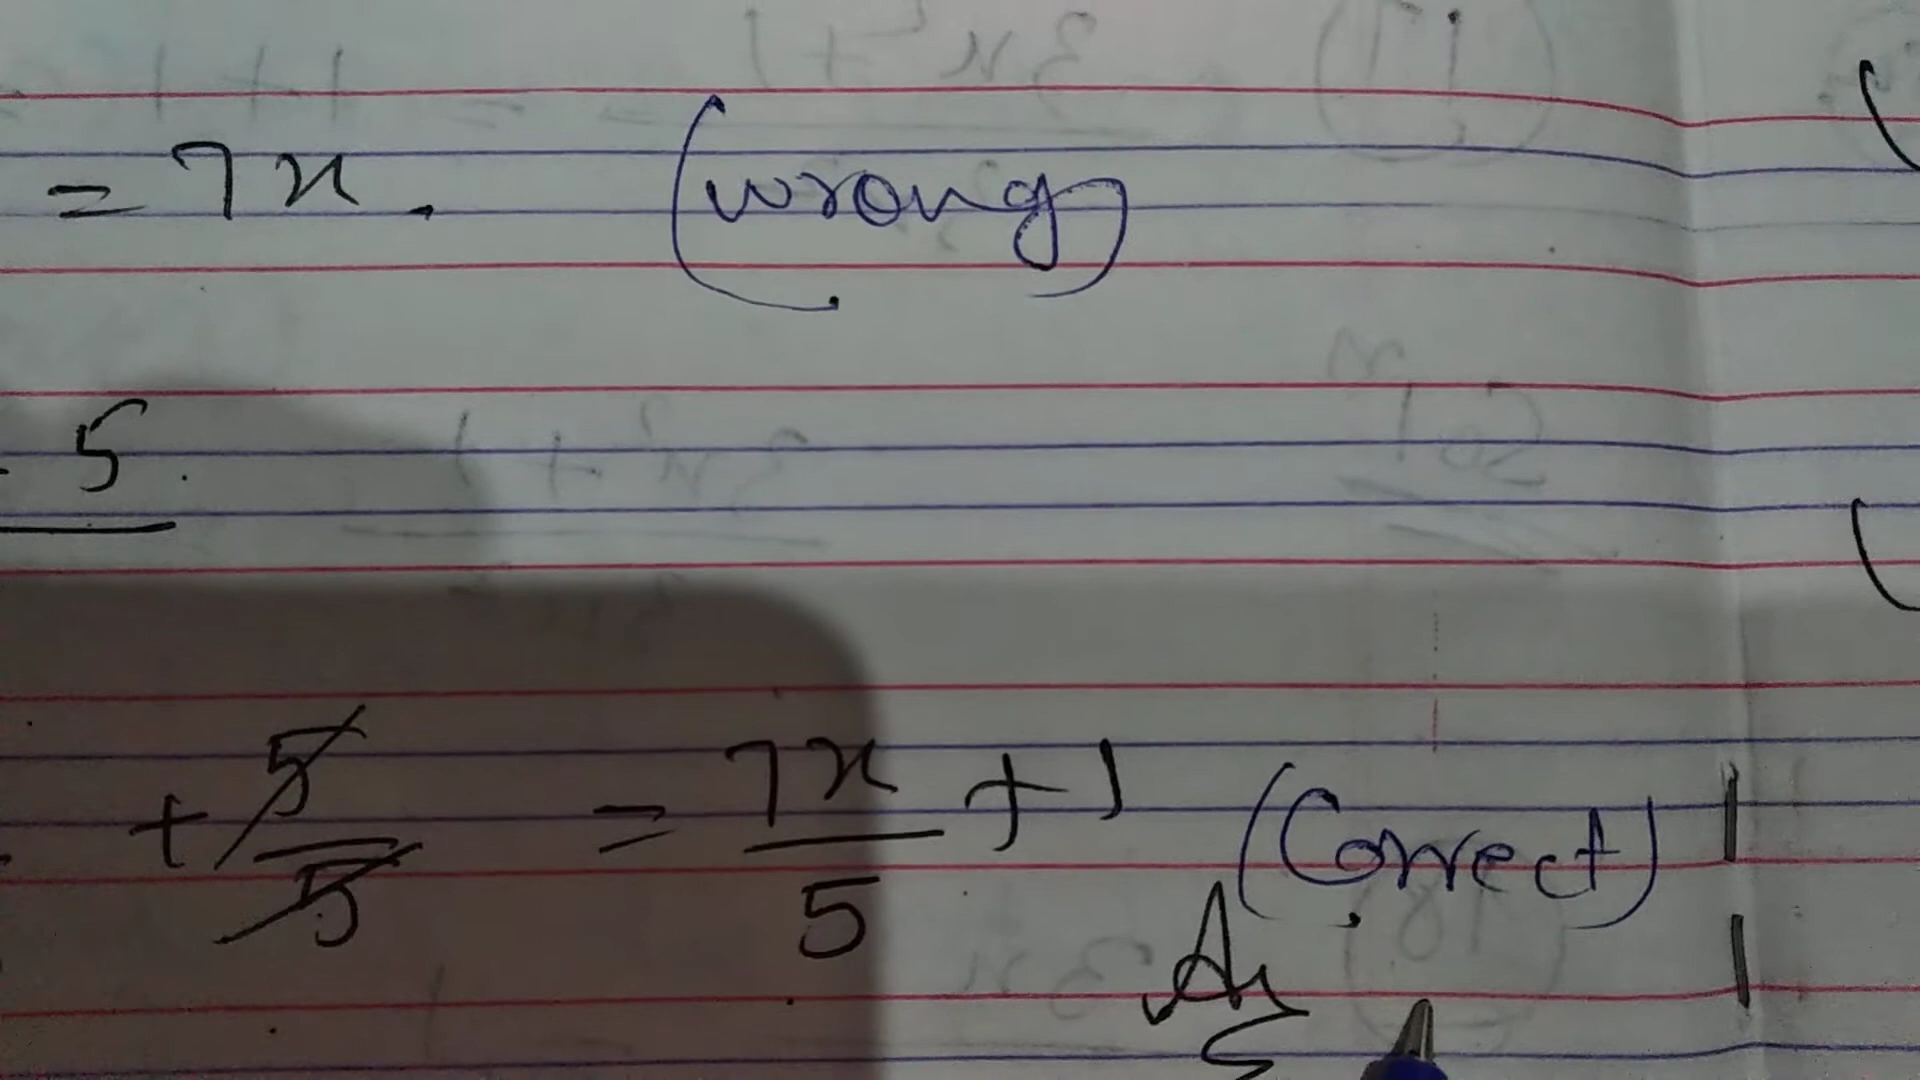 = 7x. (wrong)
5
+ 5/5 = 7x/5 + 1 (Correct)